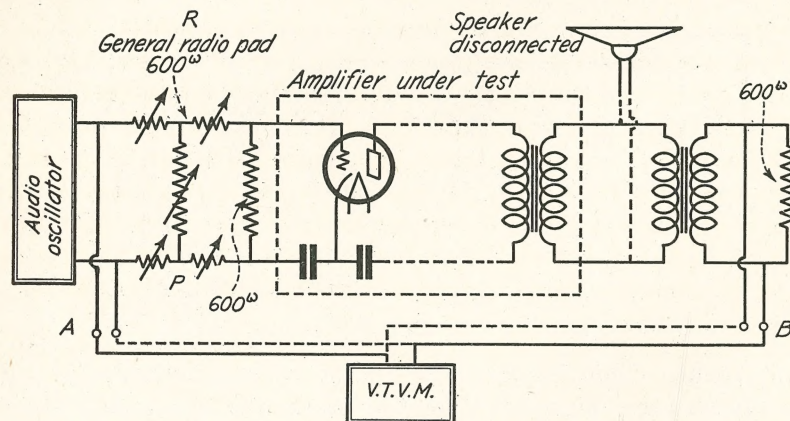 R
General radio pad
600ω
Speaker
disconnected
Amplifier under test
600ω
Audio
oscillator
P
600ω
A
B
V.T.V.M.